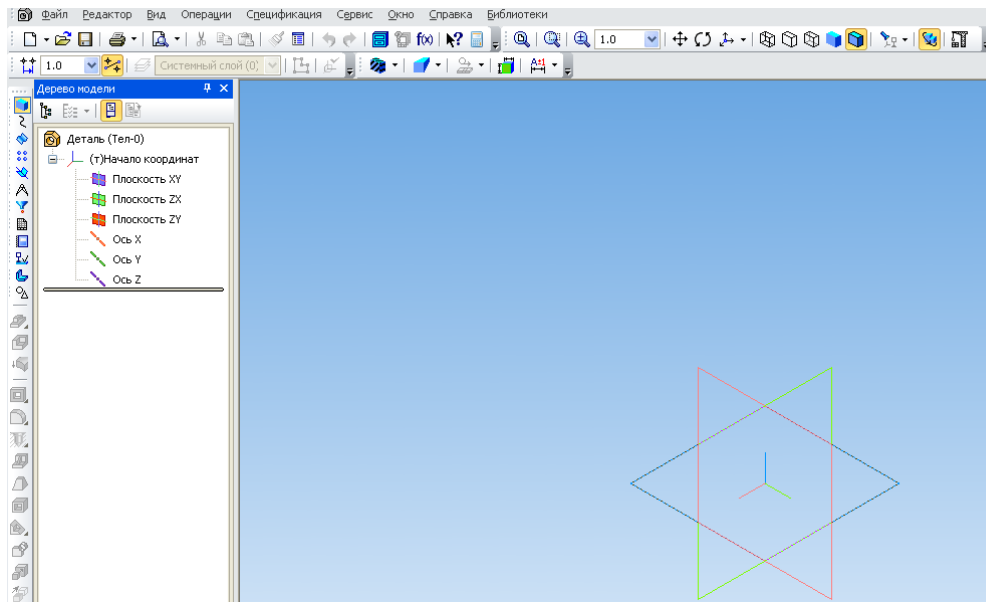 Файл Редактор Вид Операции Спецификация Сервис Окно Справка Библиотеки
f(x) 1.0
1.0 Системный слой (0)
Дерево модели
Деталь (Тел-0)
(т)Начало координат
Плоскость XY
Плоскость ZX
Плоскость ZY
Ось X
Ось Y
Ось Z